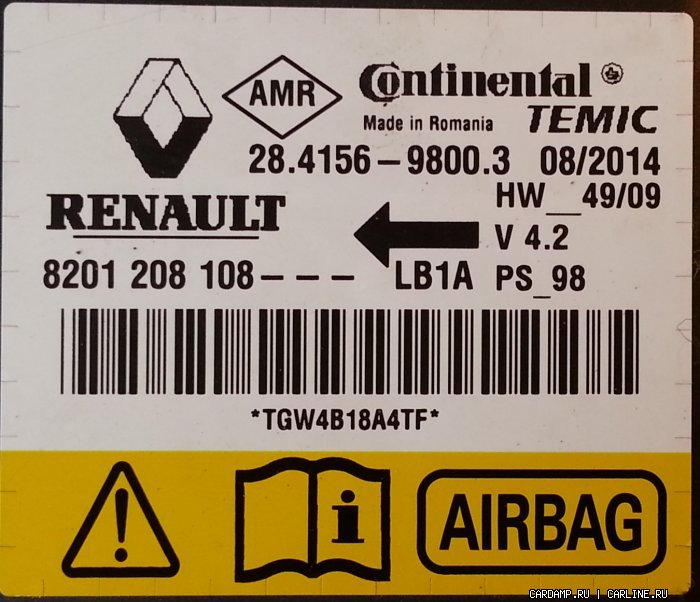 AMR
Continental
TEMIC
Made in Romania
28.4156-9800.3 08/2014
HW__49/09
RENAULT
V 4.2
8201 208 108--- LB1A PS_98
*TGW4B18A4TF*
i
AIRBAG
CARDAMP.RU | CARLINE.RU